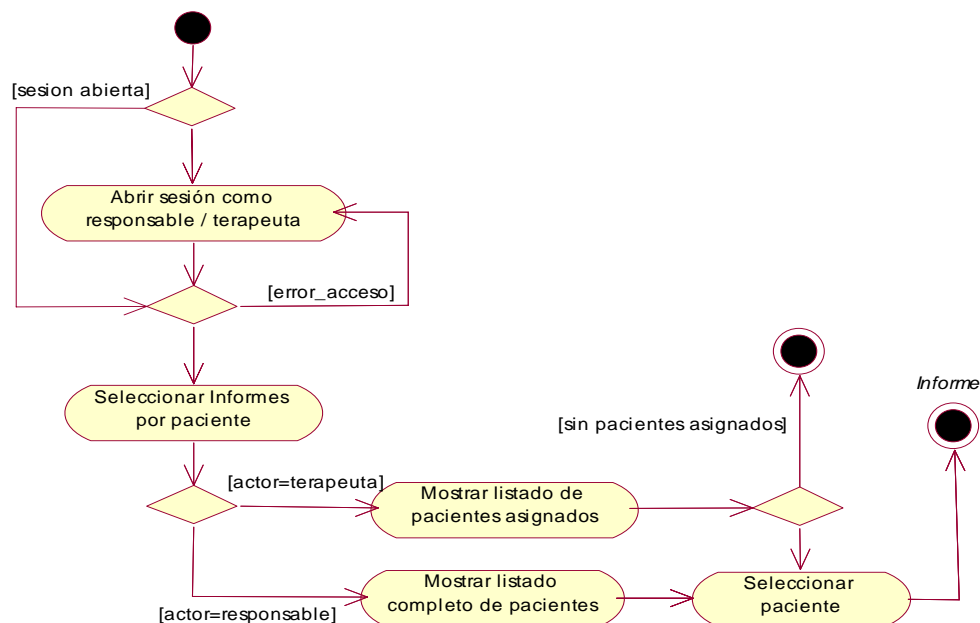 [sesion abierta]
Abrir sesión como
responsable / terapeuta
[error_acceso]
Seleccionar Informes
por paciente
[sin pacientes asignados]
Informe
[actor=terapeuta]
Mostrar listado de
pacientes asignados
[actor=responsable]
Mostrar listado
completo de pacientes
Seleccionar
paciente